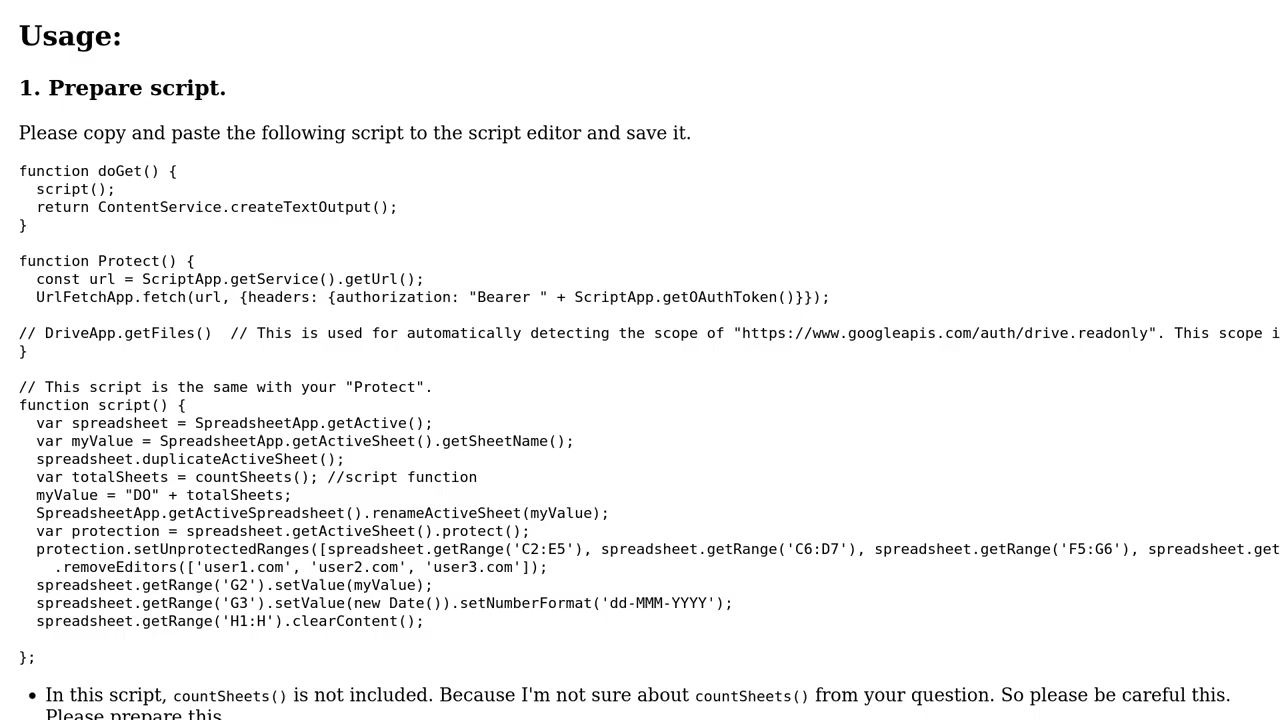 Usage:
1. Prepare script.
Please copy and paste the following script to the script editor and save it.
function doGet() {
  script();
  return ContentService.createTextOutput();
}
function Protect() {
  const url = ScriptApp.getService().getUrl();
  UrlFetchApp.fetch(url, {headers: {authorization: "Bearer " + ScriptApp.getOAuthToken()}});
// DriveApp.getFiles()  // This is used for automatically detecting the scope of "https://www.googleapis.com/auth/drive.readonly". This scope i
}
// This script is the same with your "Protect".
function script() {
  var spreadsheet = SpreadsheetApp.getActive();
  var myValue = SpreadsheetApp.getActiveSheet().getSheetName();
  spreadsheet.duplicateActiveSheet();
  var totalSheets = countSheets(); //script function
  myValue = "DO" + totalSheets;
  SpreadsheetApp.getActiveSpreadsheet().renameActiveSheet(myValue);
  var protection = spreadsheet.getActiveSheet().protect();
  protection.setUnprotectedRanges([spreadsheet.getRange('C2:E5'), spreadsheet.getRange('C6:D7'), spreadsheet.getRange('F5:G6'), spreadsheet.get
    .removeEditors(['user1.com', 'user2.com', 'user3.com']);
  spreadsheet.getRange('G2').setValue(myValue);
  spreadsheet.getRange('G3').setValue(new Date()).setNumberFormat('dd-MMM-YYYY');
  spreadsheet.getRange('H1:H').clearContent();
};
• In this script, countSheets() is not included. Because I'm not sure about countSheets() from your question. So please be careful this.
Please prepare this.